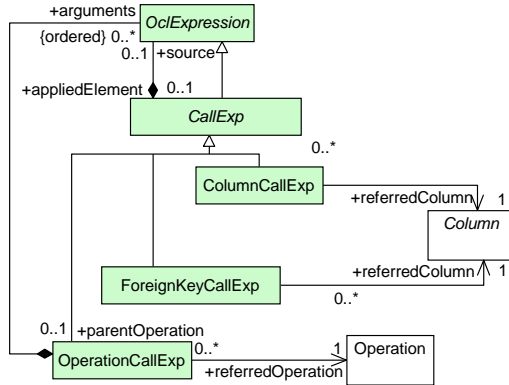 +arguments
OclExpression
{ordered} 0..*
0..1 +source
+appliedElement 0..1
CallExp
0..*
ColumnCallExp
+referredColumn 1
Column
1
+referredColumn
ForeignKeyCallExp
0..*
0..1 +parentOperation
0..* 1 Operation
OperationCallExp
+referredOperation